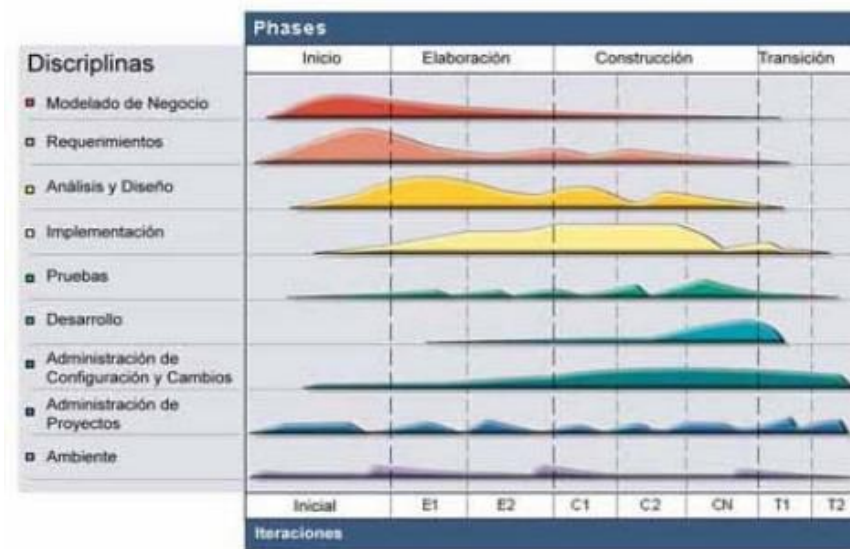 Phases
Discriplinas
Inicio
Elaboración
Construcción
Transición
Modelado de Negocio
Requerimientos
Análisis y Diseño
Implementación
Pruebas
Desarrollo
Administración de
Configuración y Cambios
Administración de
Proyectos
Ambiente
Inicial
E1
E2
C1
C2
CN
T1
T2
Iteraciones